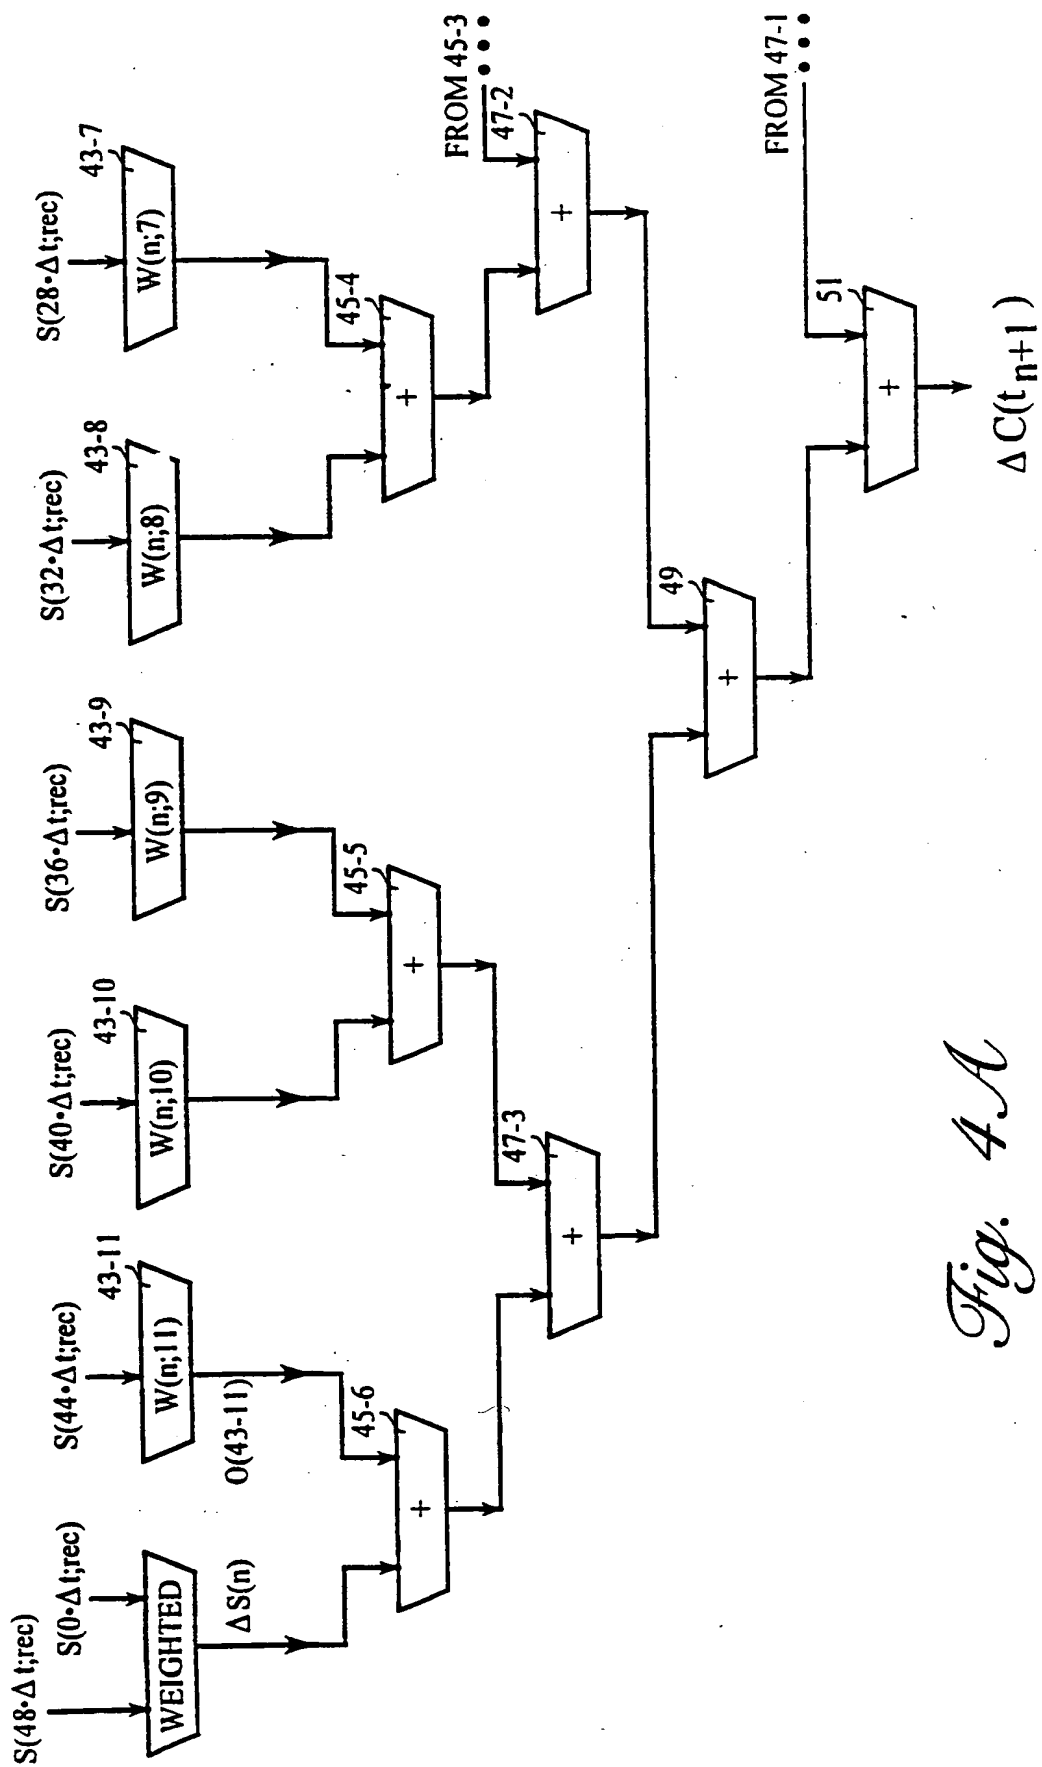 S(48•Δt;rec)
S(0•Δt;rec)
S(44•Δt;rec)
S(40•Δt;rec)
S(36•Δt;rec)
S(32•Δt;rec)
S(28•Δt;rec)
WEIGHTED
W(n;11)
43-11
W(n;10)
43-10
W(n;9)
43-9
W(n;8)
43-8
W(n;7)
43-7
ΔS(n)
O(43-11)
+
45-6
+
45-5
+
45-4
FROM 45-3
+
47-3
+
47-2
+
49
FROM 47-1
+
51
ΔC(tn+1)
Fig. 4A